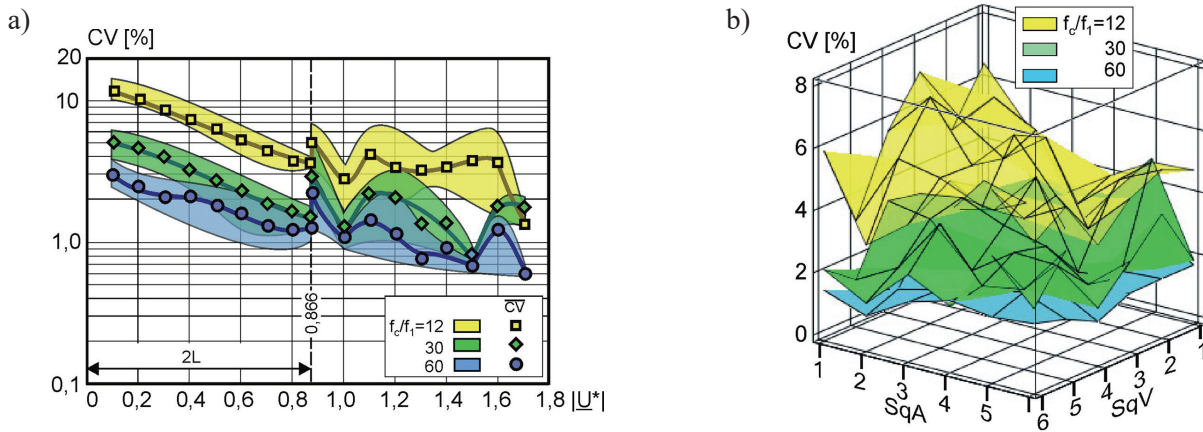 a)
CV [%]
20
10
1,0
0,1
0 0,2 0,4 0,6 0,8 1,0 1,2 1,4 1,6 1,8 |U*|
0,866
2L
CV
f_c/f_1=12
30
60
b)
CV [%]
8
6
4
2
0
f_c/f_1=12
30
60
1 2 3 4 5 6
SqA
6 5 4 3 2 1
SqV